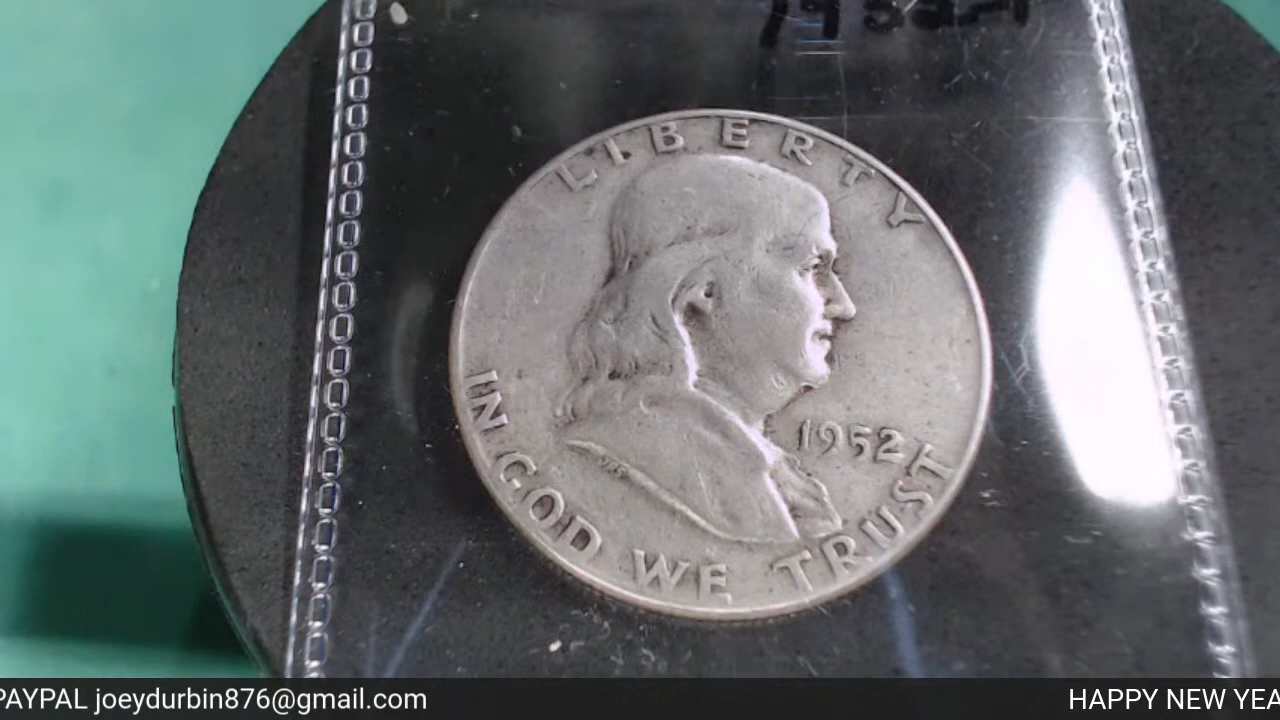 LIBERTY
1952
IN GOD WE TRUST
PAYPAL joeydurbin876@gmail.com
HAPPY NEW YEA